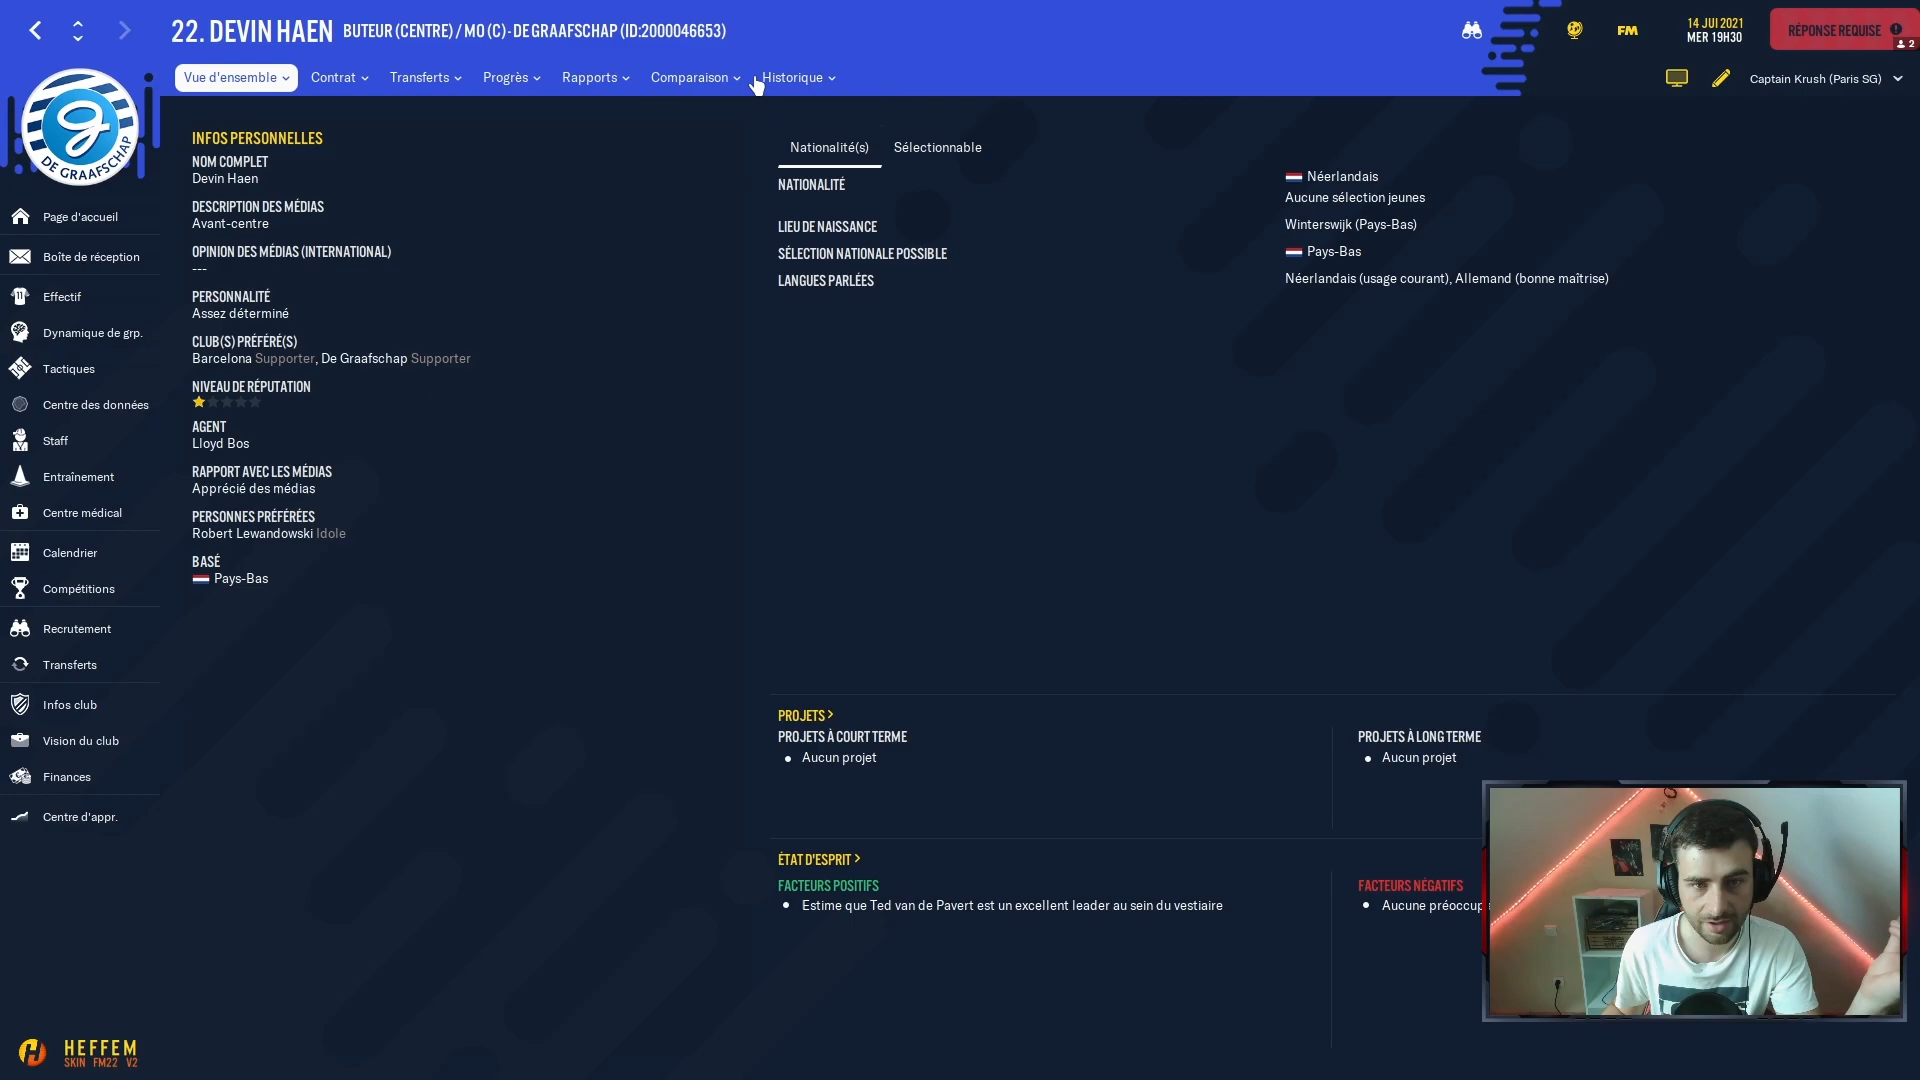 22. DEVIN HAEN BUTEUR (CENTRE) / MO (C) - DE GRAAFSCHAP (ID:2000046653)
FM
14 JUI 2021
MER 19H30
RÉPONSE REQUISE
2
Vue d'ensemble
Contrat
Transferts
Progrès
Rapports
Comparaison
Historique
Captain Krush (Paris SG)
DE GRAAFSCHAP
Page d'accueil
Boîte de réception
Effectif
Dynamique de grp.
Tactiques
Centre des données
Staff
Entraînement
Centre médical
Calendrier
Compétitions
Recrutement
Transferts
Infos club
Vision du club
Finances
Centre d'appr.
HEFFEM
SKIN FM22 V2
INFOS PERSONNELLES
NOM COMPLET
Devin Haen
DESCRIPTION DES MÉDIAS
Avant-centre
OPINION DES MÉDIAS (INTERNATIONAL)
---
PERSONNALITÉ
Assez déterminé
CLUB(S) PRÉFÉRÉ(S)
Barcelona Supporter, De Graafschap Supporter
NIVEAU DE RÉPUTATION
AGENT
Lloyd Bos
RAPPORT AVEC LES MÉDIAS
Apprécié des médias
PERSONNES PRÉFÉRÉES
Robert Lewandowski Idole
BASÉ
Pays-Bas
Nationalité(s)
Sélectionnable
NATIONALITÉ
Néerlandais
Aucune sélection jeunes
LIEU DE NAISSANCE
Winterswijk (Pays-Bas)
SÉLECTION NATIONALE POSSIBLE
Pays-Bas
LANGUES PARLÉES
Néerlandais (usage courant), Allemand (bonne maîtrise)
PROJETS >
PROJETS À COURT TERME
Aucun projet
PROJETS À LONG TERME
Aucun projet
ÉTAT D'ESPRIT >
FACTEURS POSITIFS
Estime que Ted van de Pavert est un excellent leader au sein du vestiaire
FACTEURS NÉGATIFS
Aucune préoccup